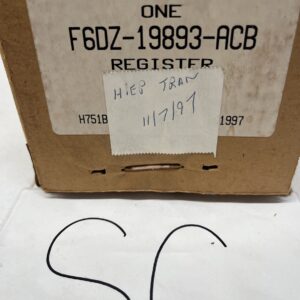 ONE
F6DZ-19893-ACB
REGISTER
HIEP TRAN
11/7/97
H751B
1997
SC